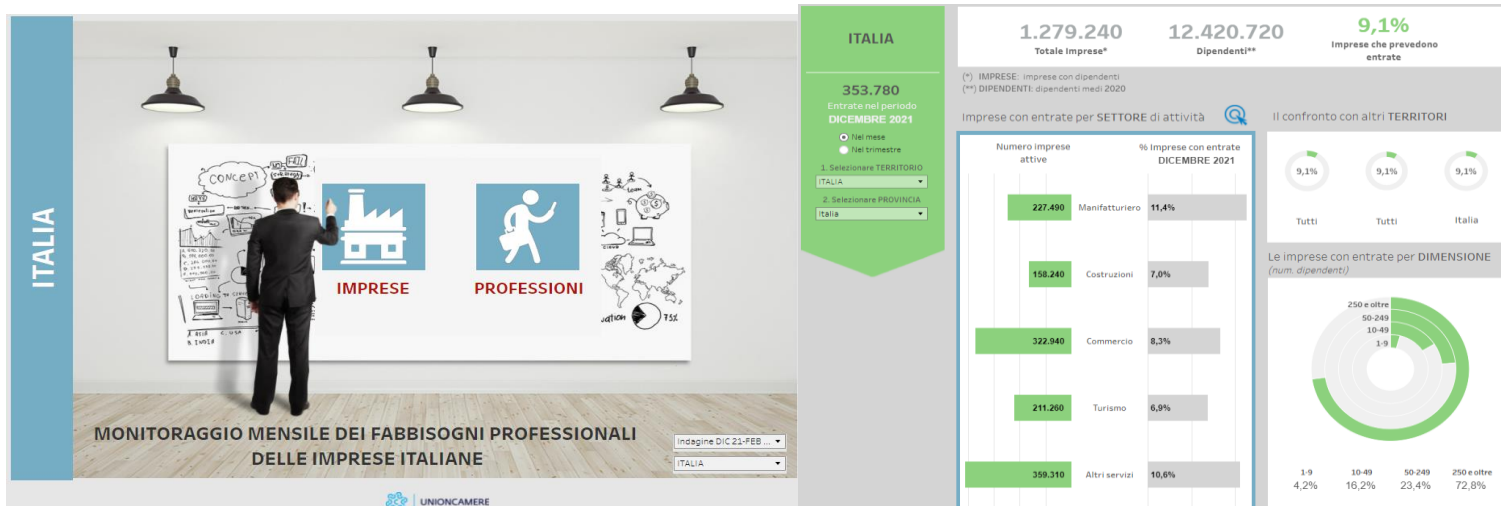 ITALIA
CONCEPT
FAIL
IMPRESE
PROFESSIONI
75%
MONITORAGGIO MENSILE DEI FABBISOGNI PROFESSIONALI
DELLE IMPRESE ITALIANE
Indagine DIC 21-FEB ...
ITALIA
UNIONCAMERE
ITALIA
353.780
Entrate nel periodo
DICEMBRE 2021
Nel mese
Nel trimestre
1. Selezionare TERRITORIO
ITALIA
2. Selezionare PROVINCIA
Italia
1.279.240
Totale Imprese*
12.420.720
Dipendenti**
9,1%
Imprese che prevedono
entrate
(*) IMPRESE: imprese con dipendenti
(**) DIPENDENTI: dipendenti medi 2020
Imprese con entrate per SETTORE di attività
Numero imprese
attive
% Imprese con entrate
DICEMBRE 2021
227.490 Manifatturiero 11,4%
158.240 Costruzioni 7,0%
322.940 Commercio 8,3%
211.260 Turismo 6,9%
359.310 Altri servizi 10,6%
Il confronto con altri TERRITORI
9,1% 9,1% 9,1%
Tutti Tutti Italia
Le imprese con entrate per DIMENSIONE
(num. dipendenti)
250 e oltre
50-249
10-49
1-9
1-9 10-49 50-249 250 e oltre
4,2% 16,2% 23,4% 72,8%